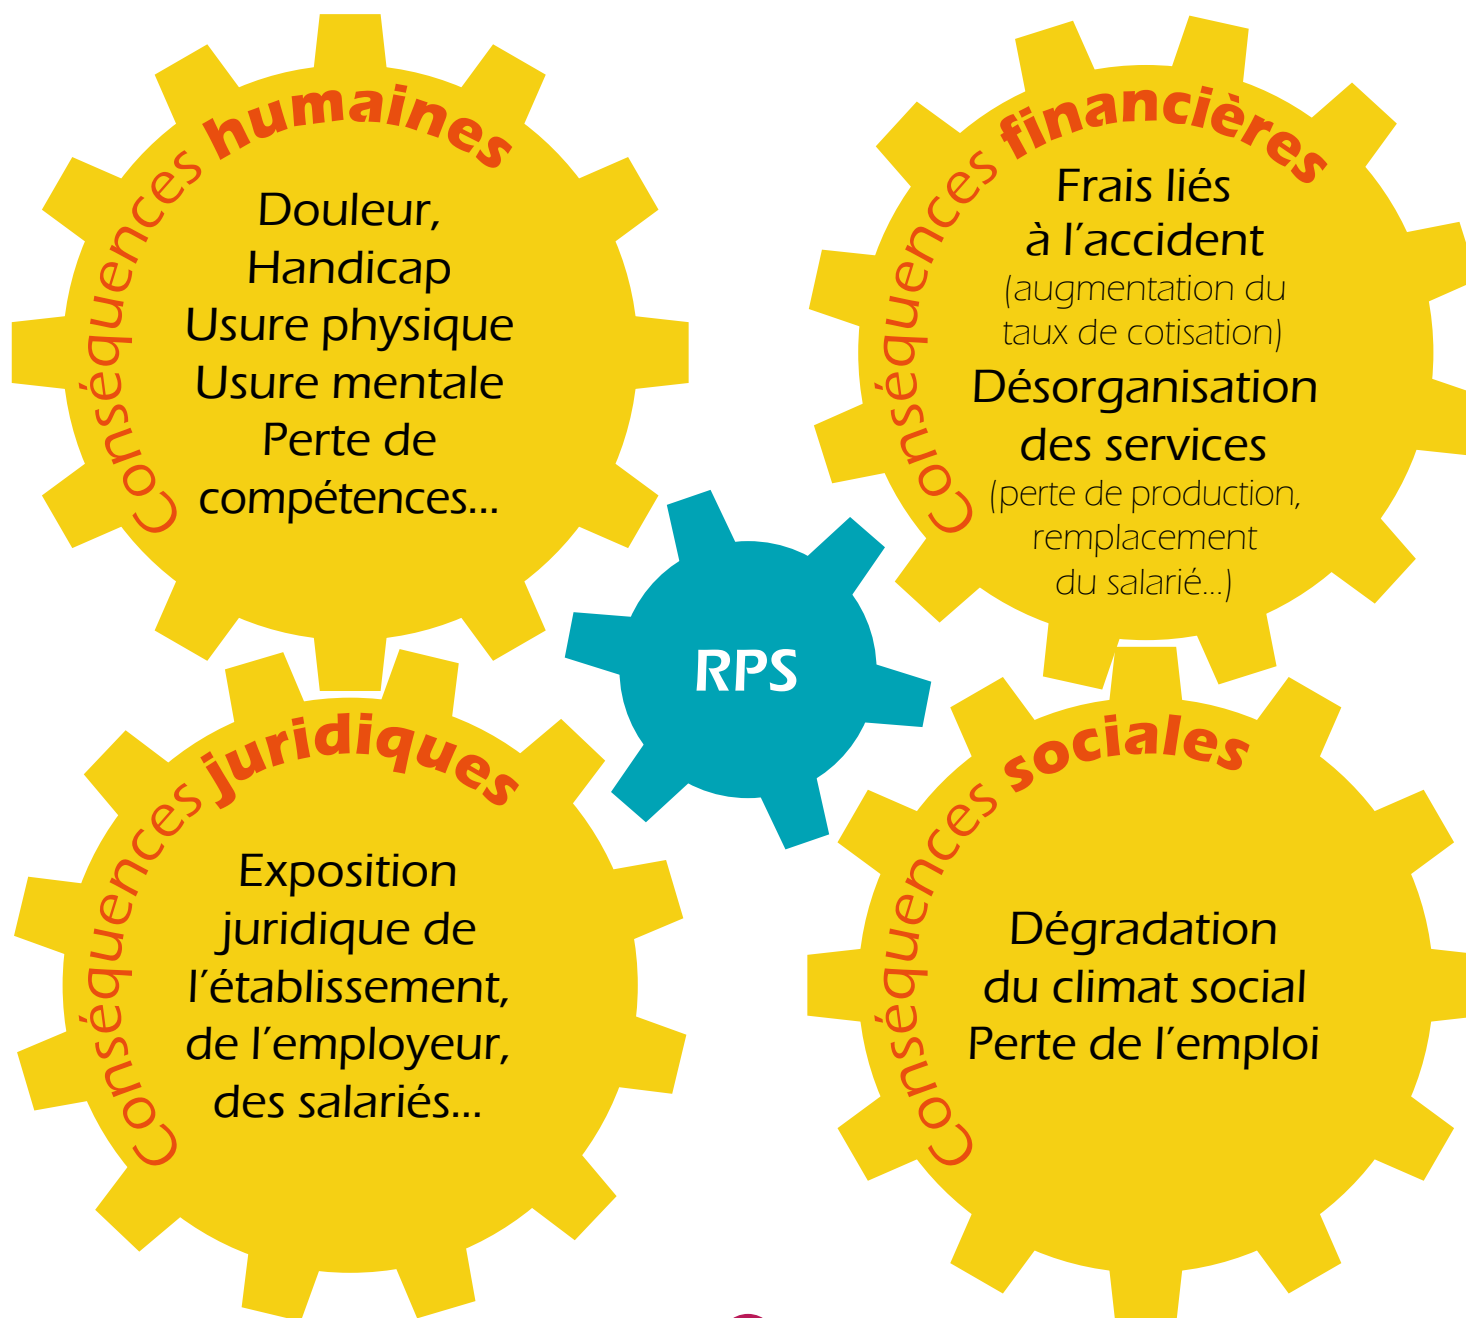 Conséquences humaines
Douleur,
Handicap
Usure physique
Usure mentale
Perte de
compétences...
Conséquences financières
Frais liés
à l'accident
(augmentation du
taux de cotisation)
Désorganisation
des services
(perte de production,
remplacement
du salarié...)
RPS
Conséquences juridiques
Exposition
juridique de
l'établissement,
de l'employeur,
des salariés...
Conséquences sociales
Dégradation
du climat social
Perte de l'emploi